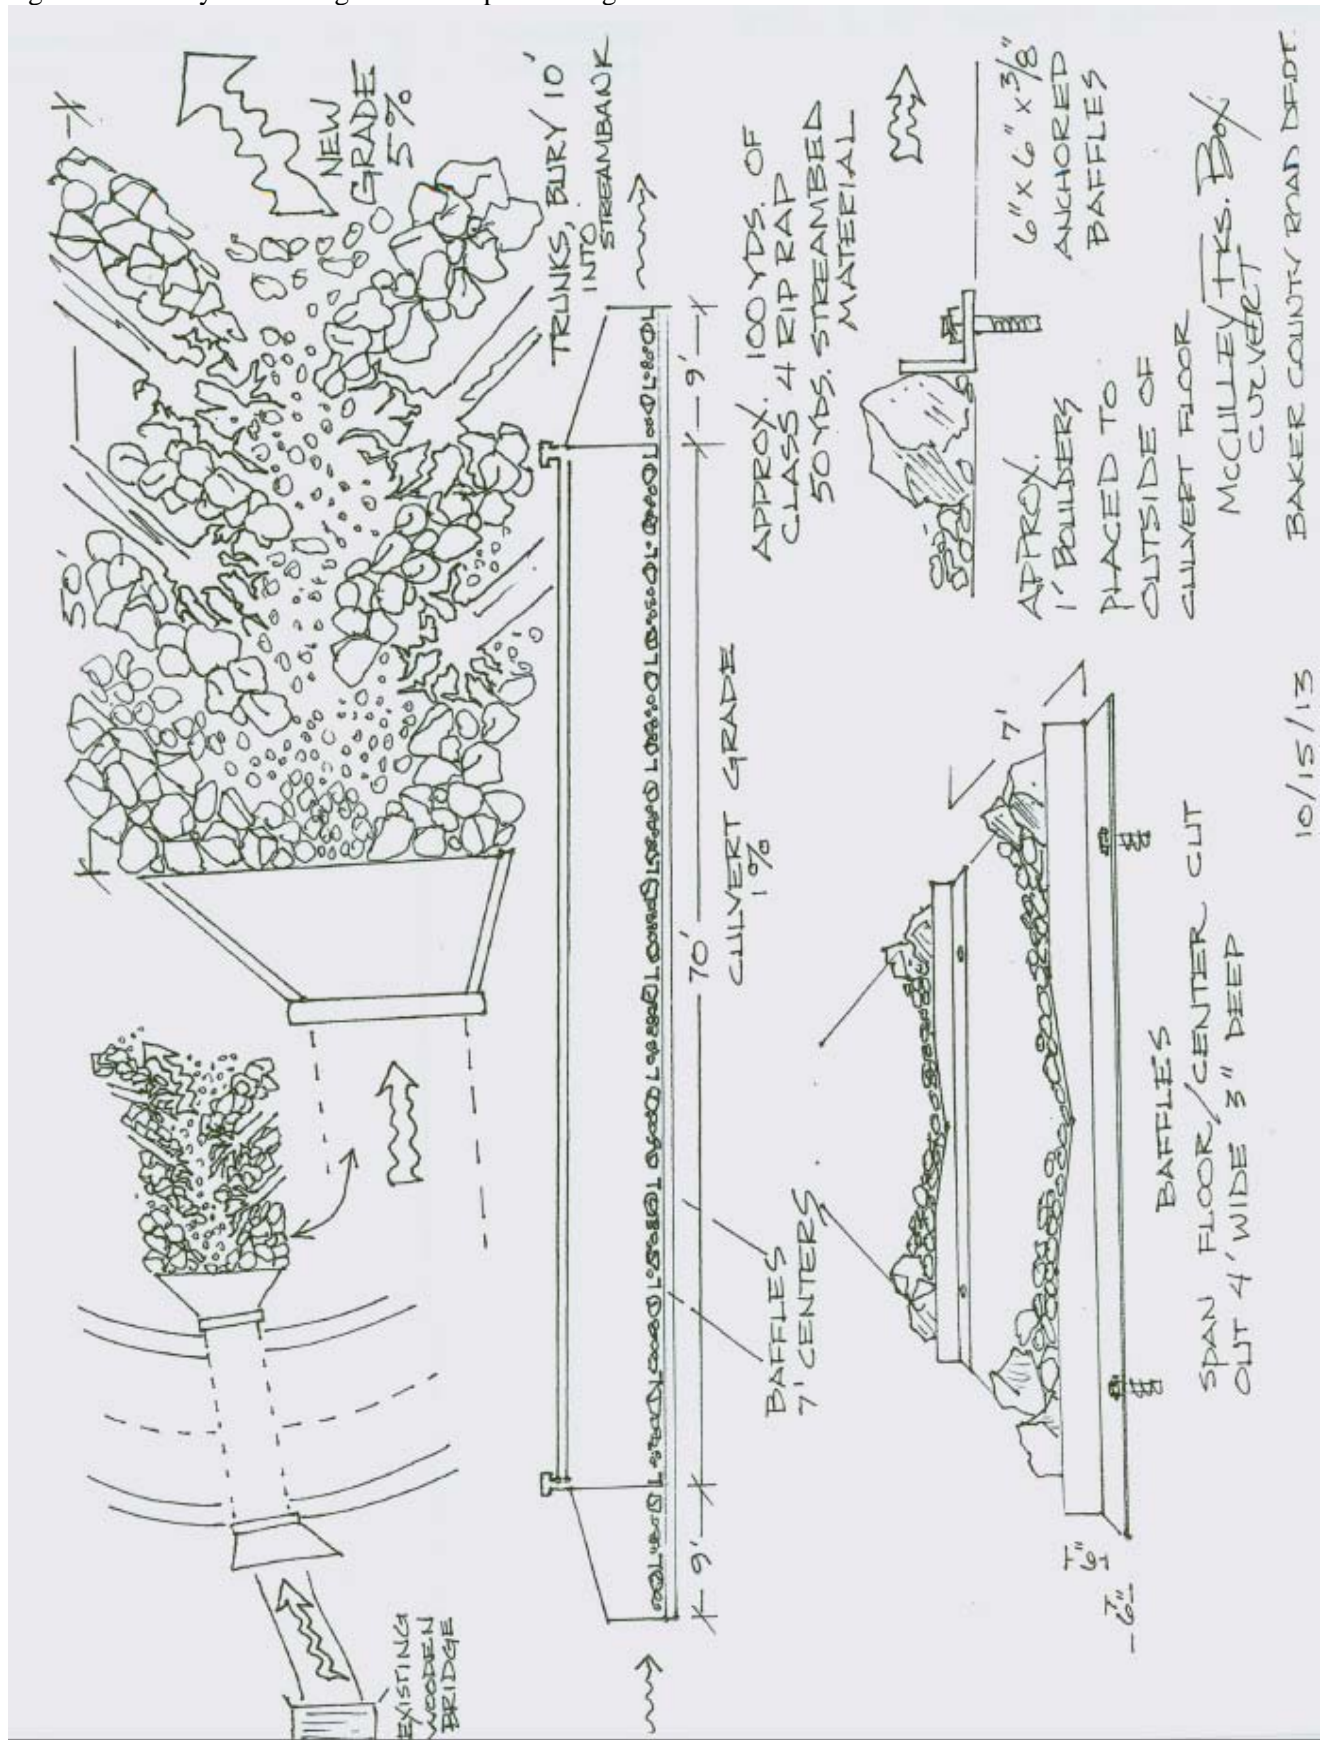 NEW
GRADE
5%
TRUNKS, BURY 10'
INTO
STREAMBANK
EXISTING
WOODEN
BRIDGE
9'
70'
9'
CULVERT GRADE
1%
BAFFLES
7' CENTERS
APPROX. 100 YDS. OF
CLASS 4 RIP RAP
50 YDS. STREAMBED
MATERIAL
7'
6"
6"
BAFFLES
SPAN FLOOR/CENTER CUT
OUT 4' WIDE 3" DEEP
6" x 6" x 3/8"
ANCHORED
BAFFLES
APPROX.
1' BOULDERS
PLACED TO
OUTSIDE OF
CULVERT FLOOR
McCULLEY FKS. BOX
CULVERT
10/15/13 BAKER COUNTY ROAD DEPT.